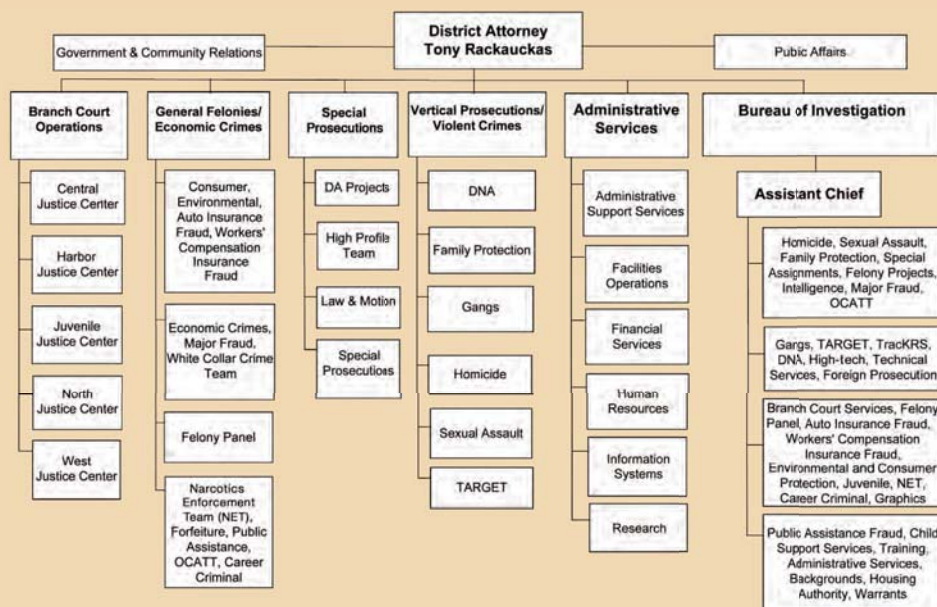 District Attorney
Tony Rackauckas
Government & Community Relations
Pubic Affairs
Branch Court
Operations
Central
Justice Center
Harbor
Justice Center
Juvenile
Justice Center
North
Justice Center
West
Justice Center
General Felonies/
Economic Crimes
Consumer,
Environmental,
Auto Insurance
Fraud, Workers'
Compensation
Insurance
Fraud
Economic Crimes,
Major Fraud,
White Collar Crime
Team
Felony Panel
Narcotics
Enforcement
Team (NET),
Forfeiture, Public
Assistance,
OCATT, Career
Criminal
Special
Prosecutions
DA Projects
High Profile
Team
Law & Motion
Special
Prosecutions
Vertical Prosecutions/
Violent Crimes
DNA
Family Protection
Gangs
Homicide
Sexual Assault
TARGET
Administrative
Services
Administrative
Support Services
Facilities
Operations
Financial
Services
Human
Resources
Information
Systems
Research
Bureau of Investigation
Assistant Chief
Homicide, Sexual Assault,
Family Protection, Special
Assignments, Felony Projects,
Intelligence, Major Fraud,
OCATT
Gargs, TARGET, TracKRS,
DNA, High-tech, Technical
Services, Foreign Prosecution
Branch Court Services, Felony
Panel, Auto Insurance Fraud,
Workers' Compensation
Insurance Fraud,
Environmental and Consumer
Protection, Juvenile, NET,
Career Criminal, Graphics
Public Assistance Fraud, Child
Support Services, Training,
Administrative Services,
Backgrounds, Housing
Authority, Warrants